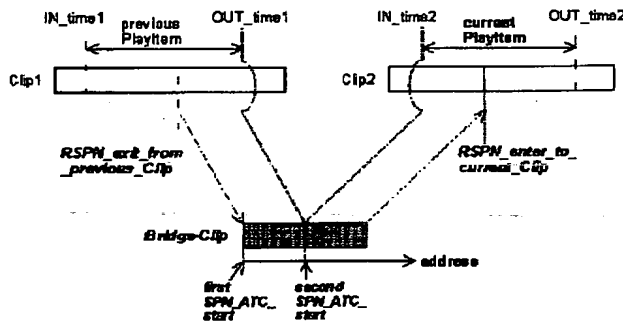 IN_time1
previous
PlayItem
OUT_time1
IN_time2
current
PlayItem
OUT_time2
Clip1
Clip2
RSPN_exit_from
_previous_Clip
RSPN_enter_to_
current_Clip
Bridge-Clip
address
first
SPN_ATC_
start
second
SPN_ATC_
start